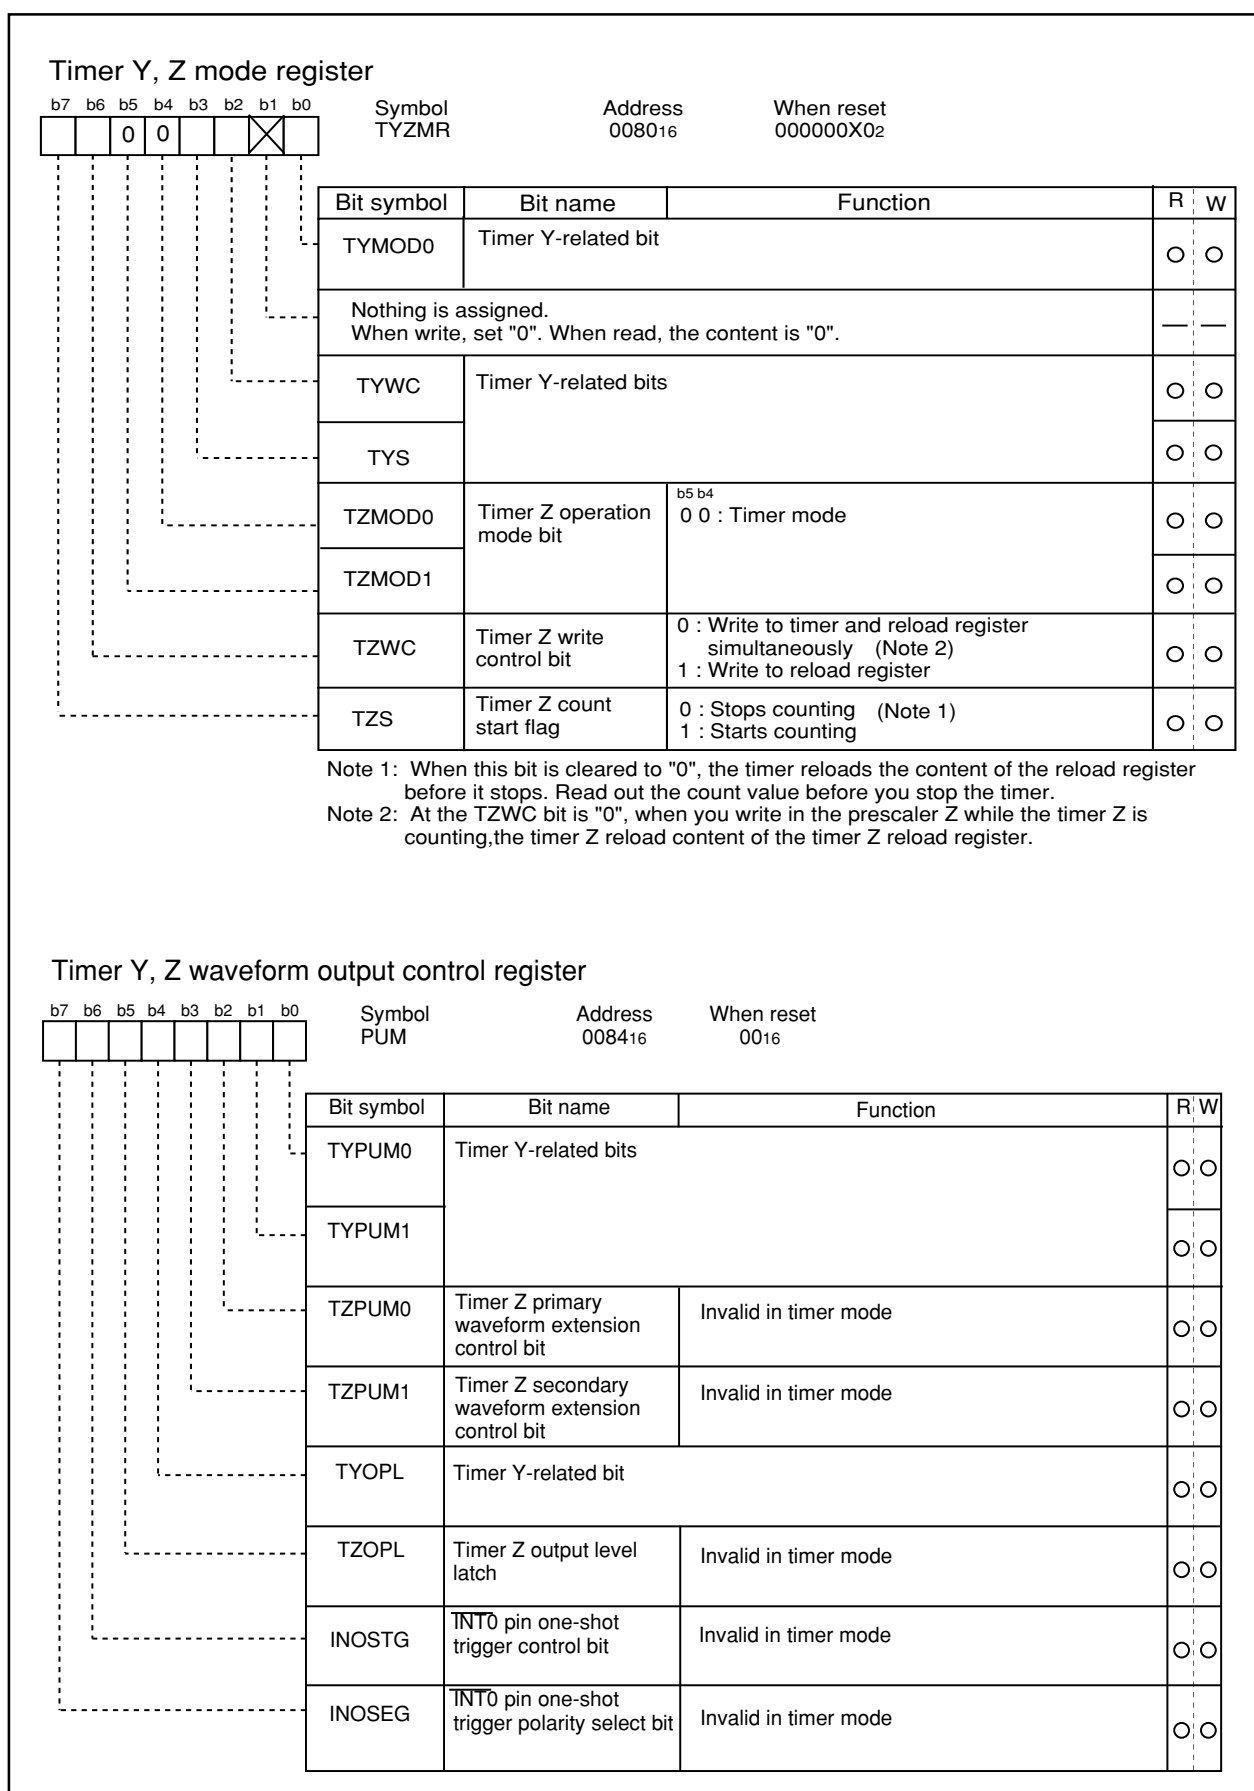 Timer Y, Z mode register
b7 b6 b5 b4 b3 b2 b1 b0
0 0
Symbol Address When reset
TYZMR 008016 000000X02
Bit symbol Bit name Function R W
TYMOD0 Timer Y-related bit
Nothing is assigned.
When write, set "0". When read, the content is "0".
TYWC Timer Y-related bits
TYS
b5 b4
TZMOD0 Timer Z operation mode bit 0 0 : Timer mode
TZMOD1
TZWC Timer Z write control bit 0 : Write to timer and reload register
simultaneously (Note 2)
1 : Write to reload register
TZS Timer Z count start flag 0 : Stops counting (Note 1)
1 : Starts counting
Note 1: When this bit is cleared to "0", the timer reloads the content of the reload register
before it stops. Read out the count value before you stop the timer.
Note 2: At the TZWC bit is "0", when you write in the prescaler Z while the timer Z is
counting,the timer Z reload content of the timer Z reload register.
Timer Y, Z waveform output control register
b7 b6 b5 b4 b3 b2 b1 b0
Symbol Address When reset
PUM 008416 0016
Bit symbol Bit name Function R W
TYPUM0 Timer Y-related bits
TYPUM1
TZPUM0 Timer Z primary waveform extension control bit Invalid in timer mode
TZPUM1 Timer Z secondary waveform extension control bit Invalid in timer mode
TYOPL Timer Y-related bit
TZOPL Timer Z output level latch Invalid in timer mode
INOSTG INT0 pin one-shot trigger control bit Invalid in timer mode
INOSEG INT0 pin one-shot trigger polarity select bit Invalid in timer mode